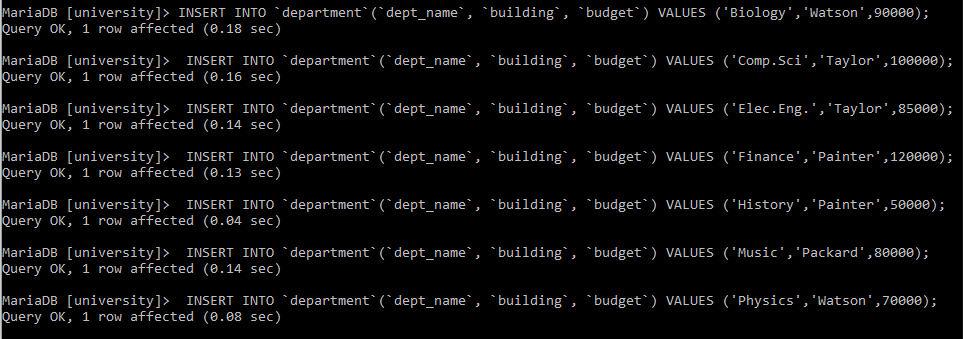 MariaDB [university]> INSERT INTO `department`(`dept_name`, `building`, `budget`) VALUES ('Biology','Watson',90000);
Query OK, 1 row affected (0.18 sec)
MariaDB [university]>  INSERT INTO `department`(`dept_name`, `building`, `budget`) VALUES ('Comp.Sci','Taylor',100000);
Query OK, 1 row affected (0.16 sec)
MariaDB [university]>  INSERT INTO `department`(`dept_name`, `building`, `budget`) VALUES ('Elec.Eng.','Taylor',85000);
Query OK, 1 row affected (0.14 sec)
MariaDB [university]>  INSERT INTO `department`(`dept_name`, `building`, `budget`) VALUES ('Finance','Painter',120000);
Query OK, 1 row affected (0.13 sec)
MariaDB [university]>  INSERT INTO `department`(`dept_name`, `building`, `budget`) VALUES ('History','Painter',50000);
Query OK, 1 row affected (0.04 sec)
MariaDB [university]>  INSERT INTO `department`(`dept_name`, `building`, `budget`) VALUES ('Music','Packard',80000);
Query OK, 1 row affected (0.14 sec)
MariaDB [university]>  INSERT INTO `department`(`dept_name`, `building`, `budget`) VALUES ('Physics','Watson',70000);
Query OK, 1 row affected (0.08 sec)